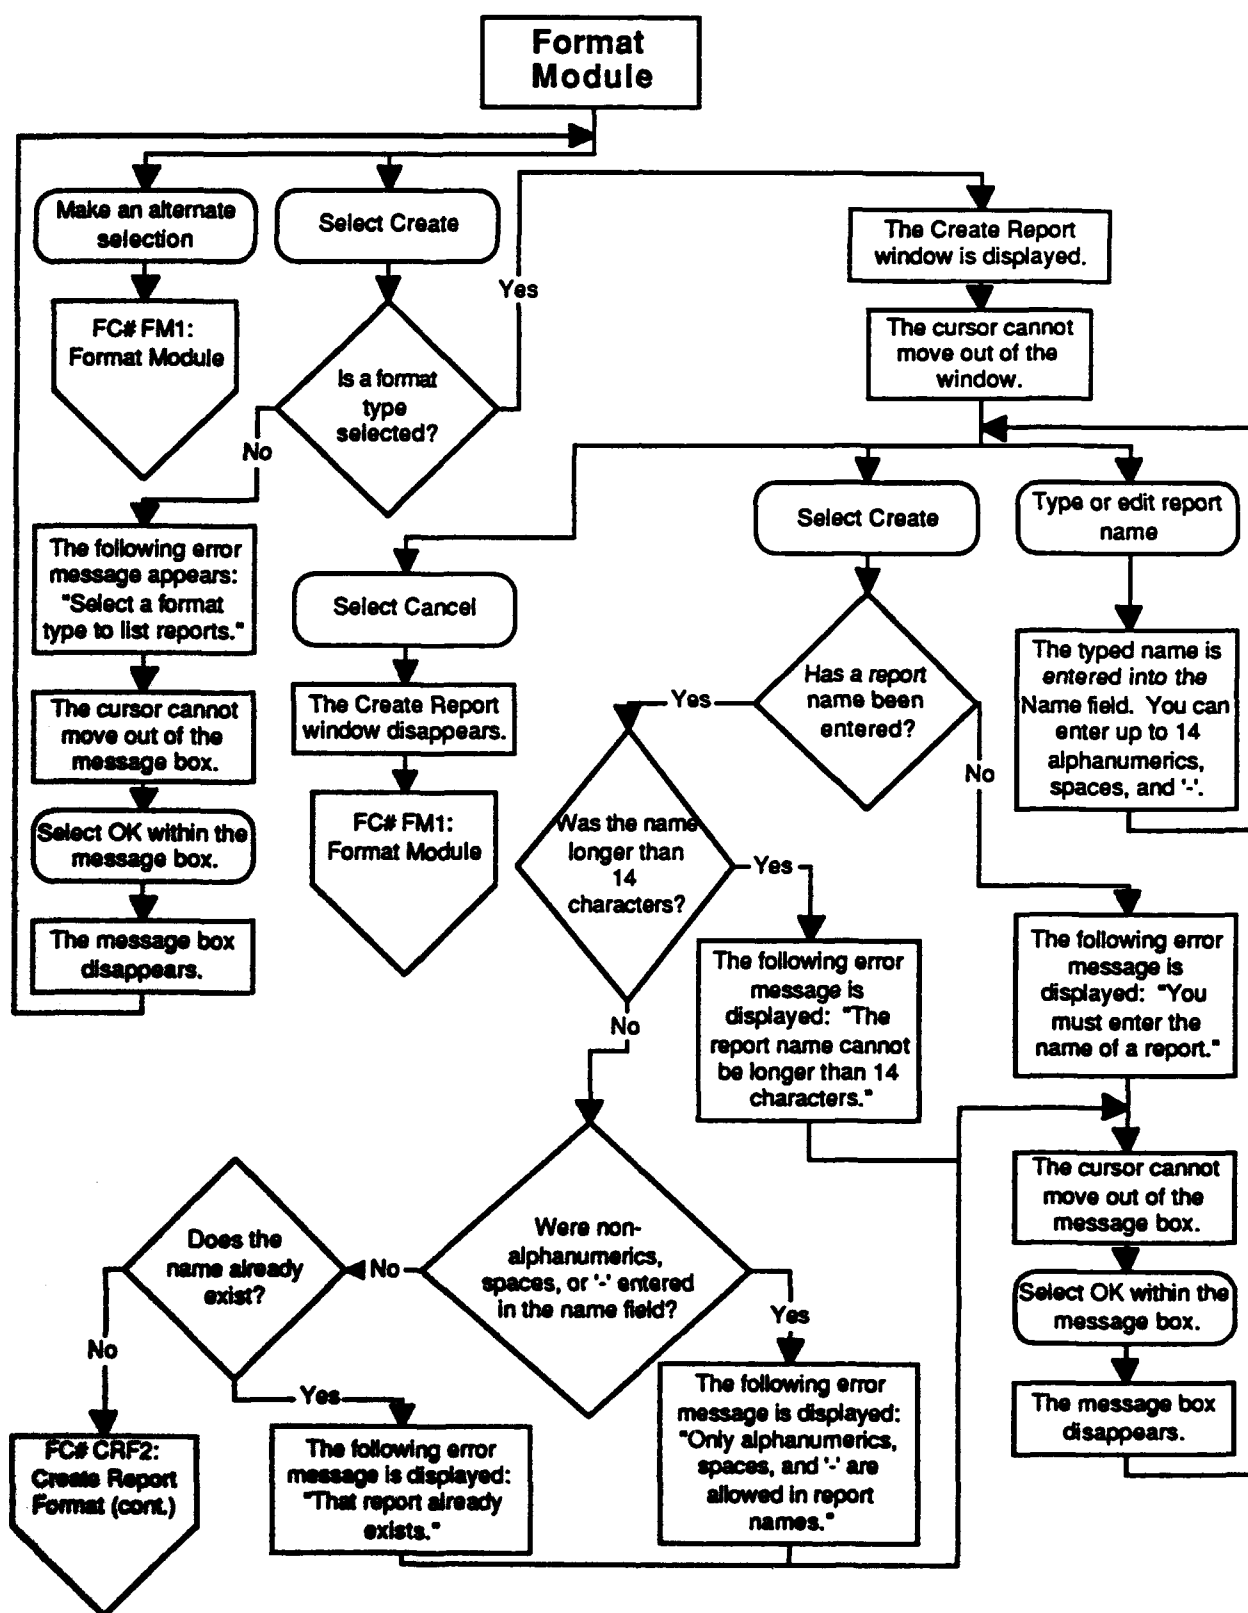 Format
Module
Make an alternate
selection
Select Create
The Create Report
window is displayed.
Yes
FC# FM1:
Format Module
The cursor cannot
move out of the
window.
Is a format
type
selected?
No
Select Create
Type or edit report
name
The following error
message appears:
"Select a format
type to list reports."
Select Cancel
The typed name is
entered into the
Name field. You can
enter up to 14
alphanumerics,
spaces, and '-'.
Has a report
name been
entered?
Yes
No
The cursor cannot
move out of the
message box.
The Create Report
window disappears.
Select OK within the
message box.
FC# FM1:
Format Module
Was the name
longer than
14
characters?
Yes
The message box
disappears.
The following error
message is
displayed: "The
report name cannot
be longer than 14
characters."
The following error
message is
displayed: "You
must enter the
name of a report."
No
The cursor cannot
move out of the
message box.
Does the
name already
exist?
No
Were non-
alphanumerics,
spaces, or '-' entered
in the name field?
Select OK within the
message box.
Yes
No
Yes
The following error
message is displayed:
"Only alphanumerics,
spaces, and '-' are
allowed in report
names."
The message box
disappears.
FC# CRF2:
Create Report
Format (cont.)
The following error
message is displayed:
"That report already
exists."